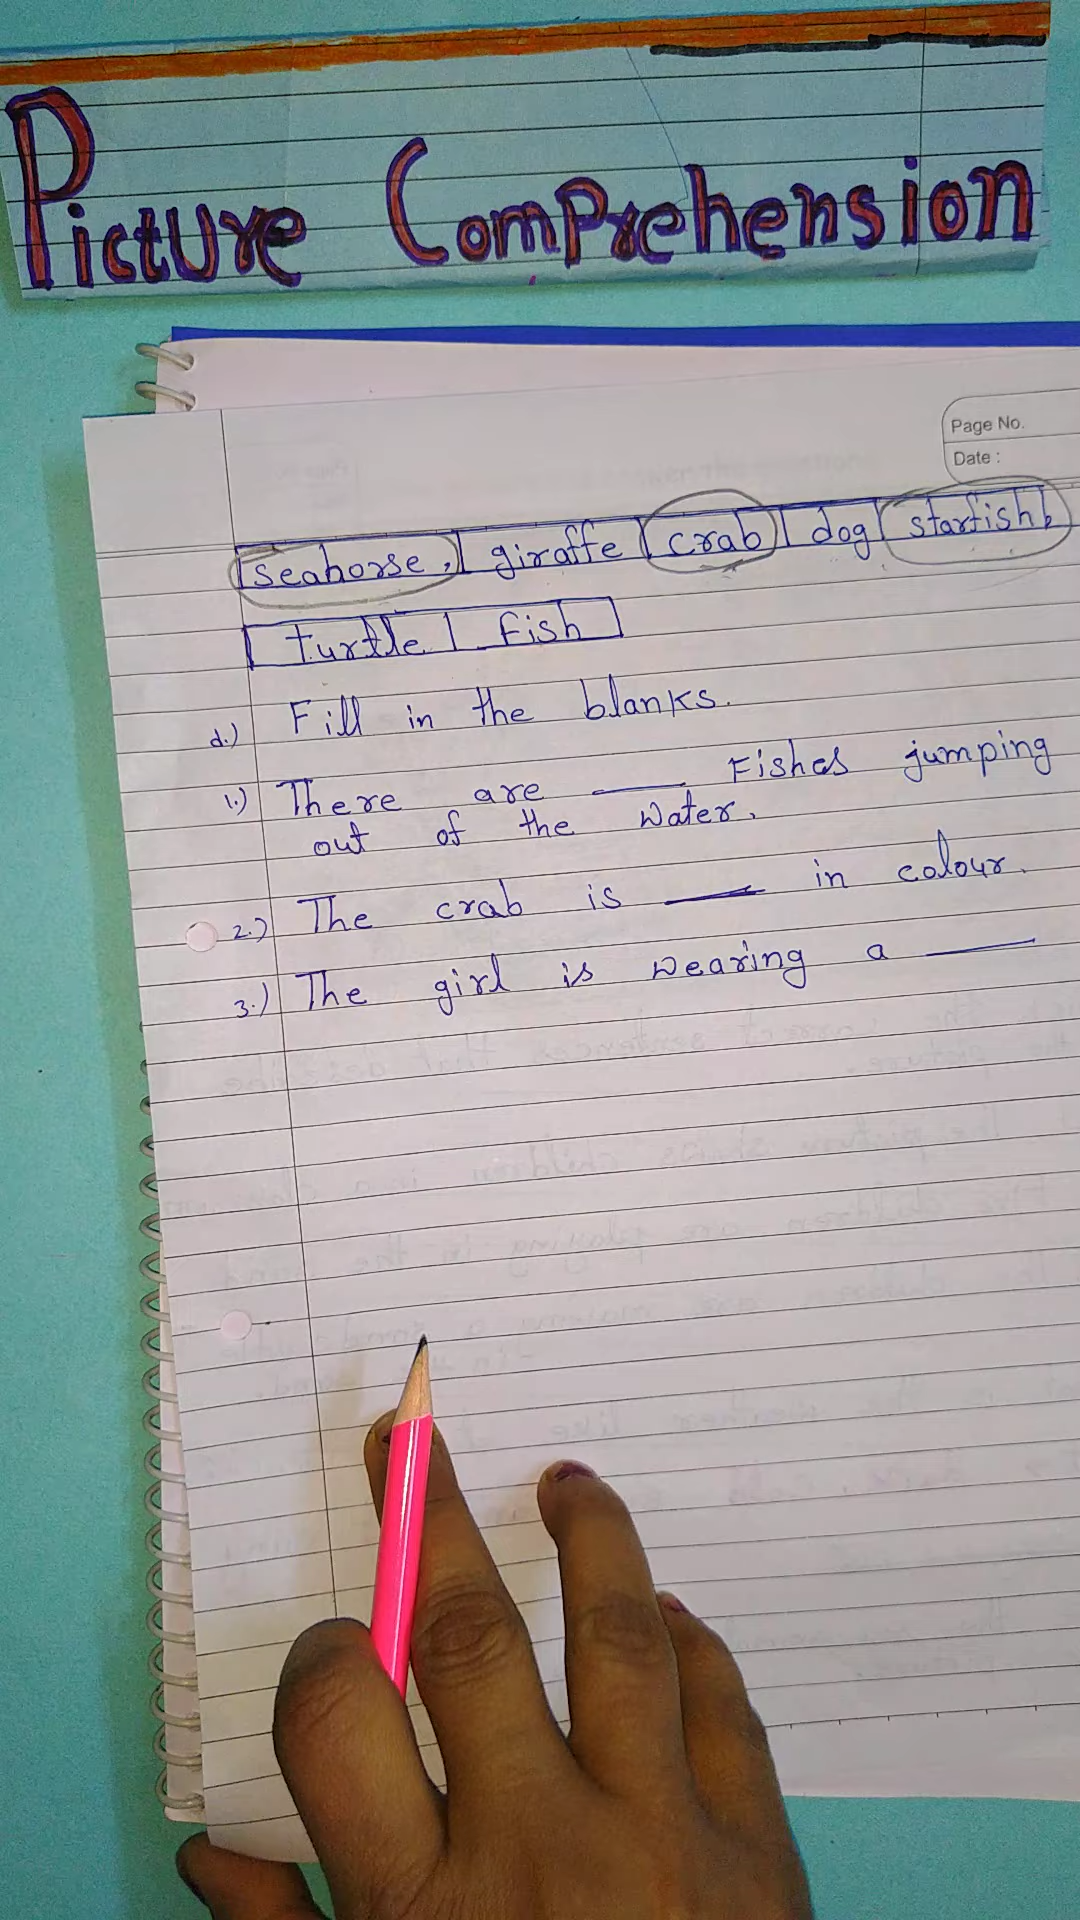 Picture Comprehension
Page No.
Date :
seahorse, giraffe crab dog starfish,
turtle fish
d.) Fill in the blanks.
1.) There are ____ Fishes jumping
out of the water.
2.) The crab is ____ in colour.
3.) The girl is wearing a ____